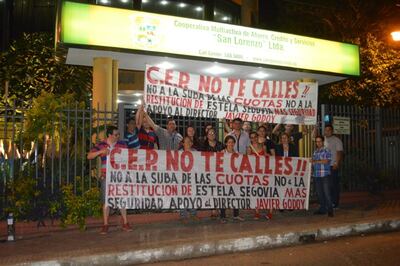 Cooperativa Multiactiva de Ahorro, Crédito y Servicios
"San Lorenzo" Ltda.
C.E.P. NO TE CALLES!!
NO A LA SUBA DE LAS CUOTAS NO A LA
RESTITUCIÓN DE ESTELA SEGOVIA MÁS
SEGURIDAD APOYO AL DIRECTOR JAVIER GODOY
C.E.P. NO TE CALLES!!
NO A LA SUBA DE LAS CUOTAS NO A LA
RESTITUCIÓN DE ESTELA SEGOVIA MAS
SEGURIDAD APOYO AL DIRECTOR JAVIER GODOY